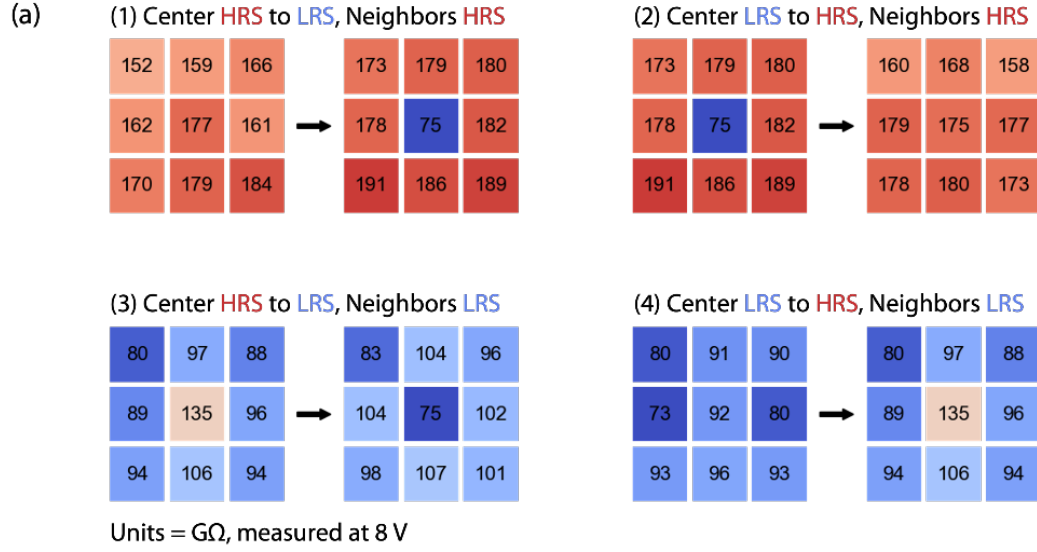 (a)
(1) Center HRS to LRS, Neighbors HRS
152 159 166
162 177 161
170 179 184
173 179 180
178 75 182
191 186 189
(2) Center LRS to HRS, Neighbors HRS
173 179 180
178 75 182
191 186 189
160 168 158
179 175 177
178 180 173
(3) Center HRS to LRS, Neighbors LRS
80 97 88
89 135 96
94 106 94
83 104 96
104 75 102
98 107 101
(4) Center LRS to HRS, Neighbors LRS
80 91 90
73 92 80
93 96 93
80 97 88
89 135 96
94 106 94
Units = GΩ, measured at 8 V